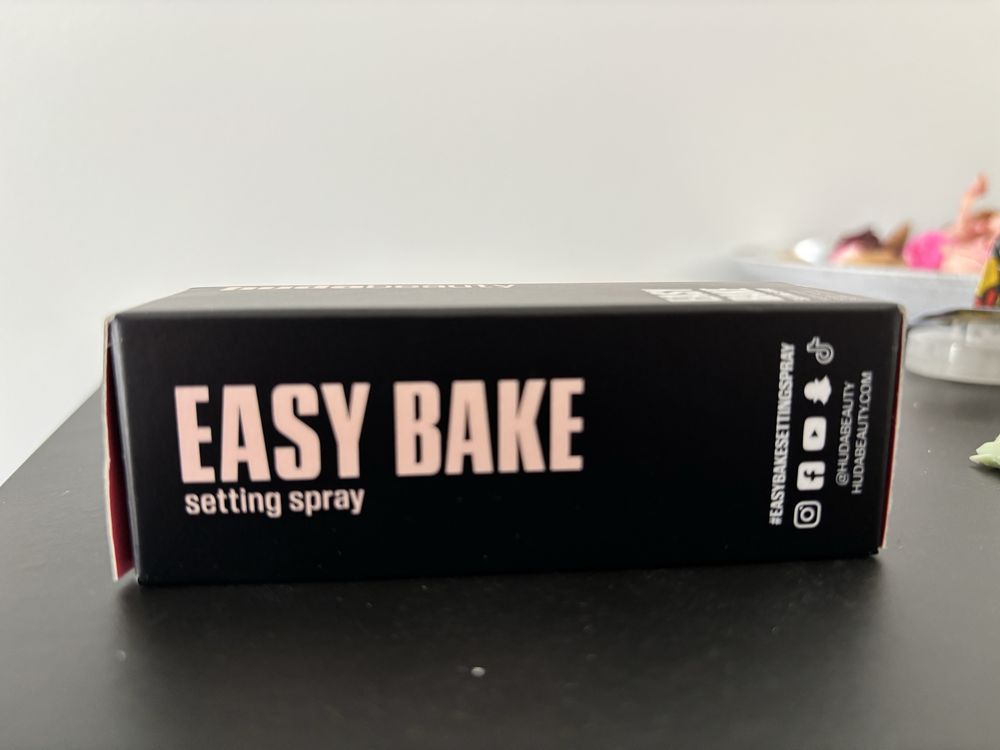 EASY BAKE
setting spray
#EASYBAKESETTINGSPRAY
@HUDABEAUTY
HUDABEAUTY.COM